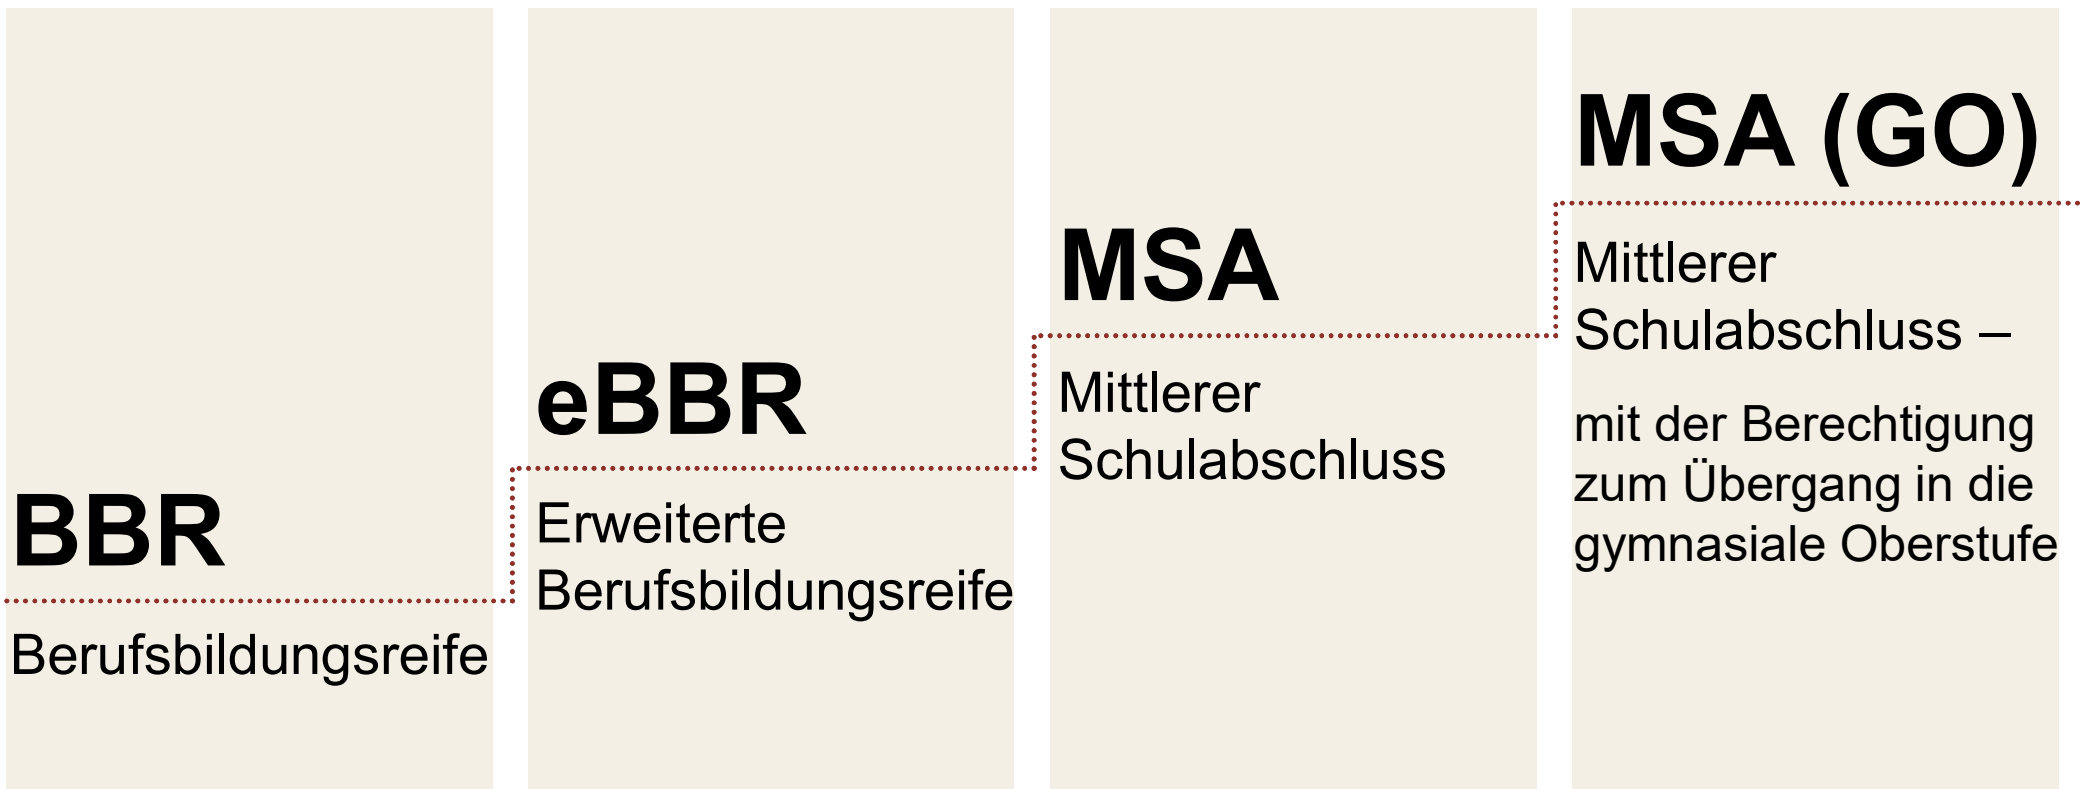 BBR
Berufsbildungsreife
eBBR
Erweiterte
Berufsbildungsreife
MSA
Mittlerer
Schulabschluss
MSA (GO)
Mittlerer
Schulabschluss –
mit der Berechtigung
zum Übergang in die
gymnasiale Oberstufe